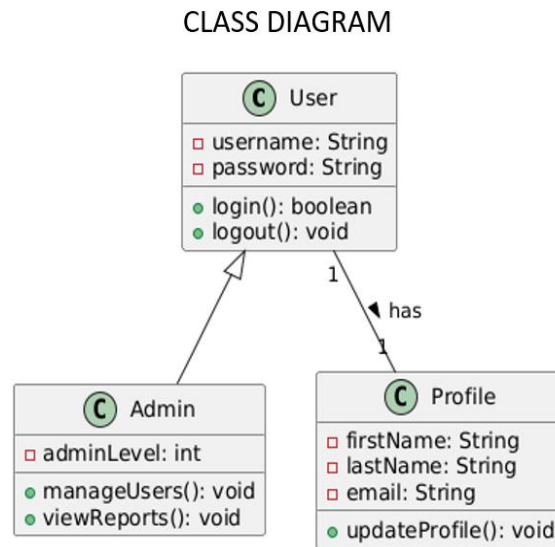 CLASS DIAGRAM
C User
username: String
password: String
login(): boolean
logout(): void
1
has
1
C Admin
adminLevel: int
manageUsers(): void
viewReports(): void
C Profile
firstName: String
lastName: String
email: String
updateProfile(): void